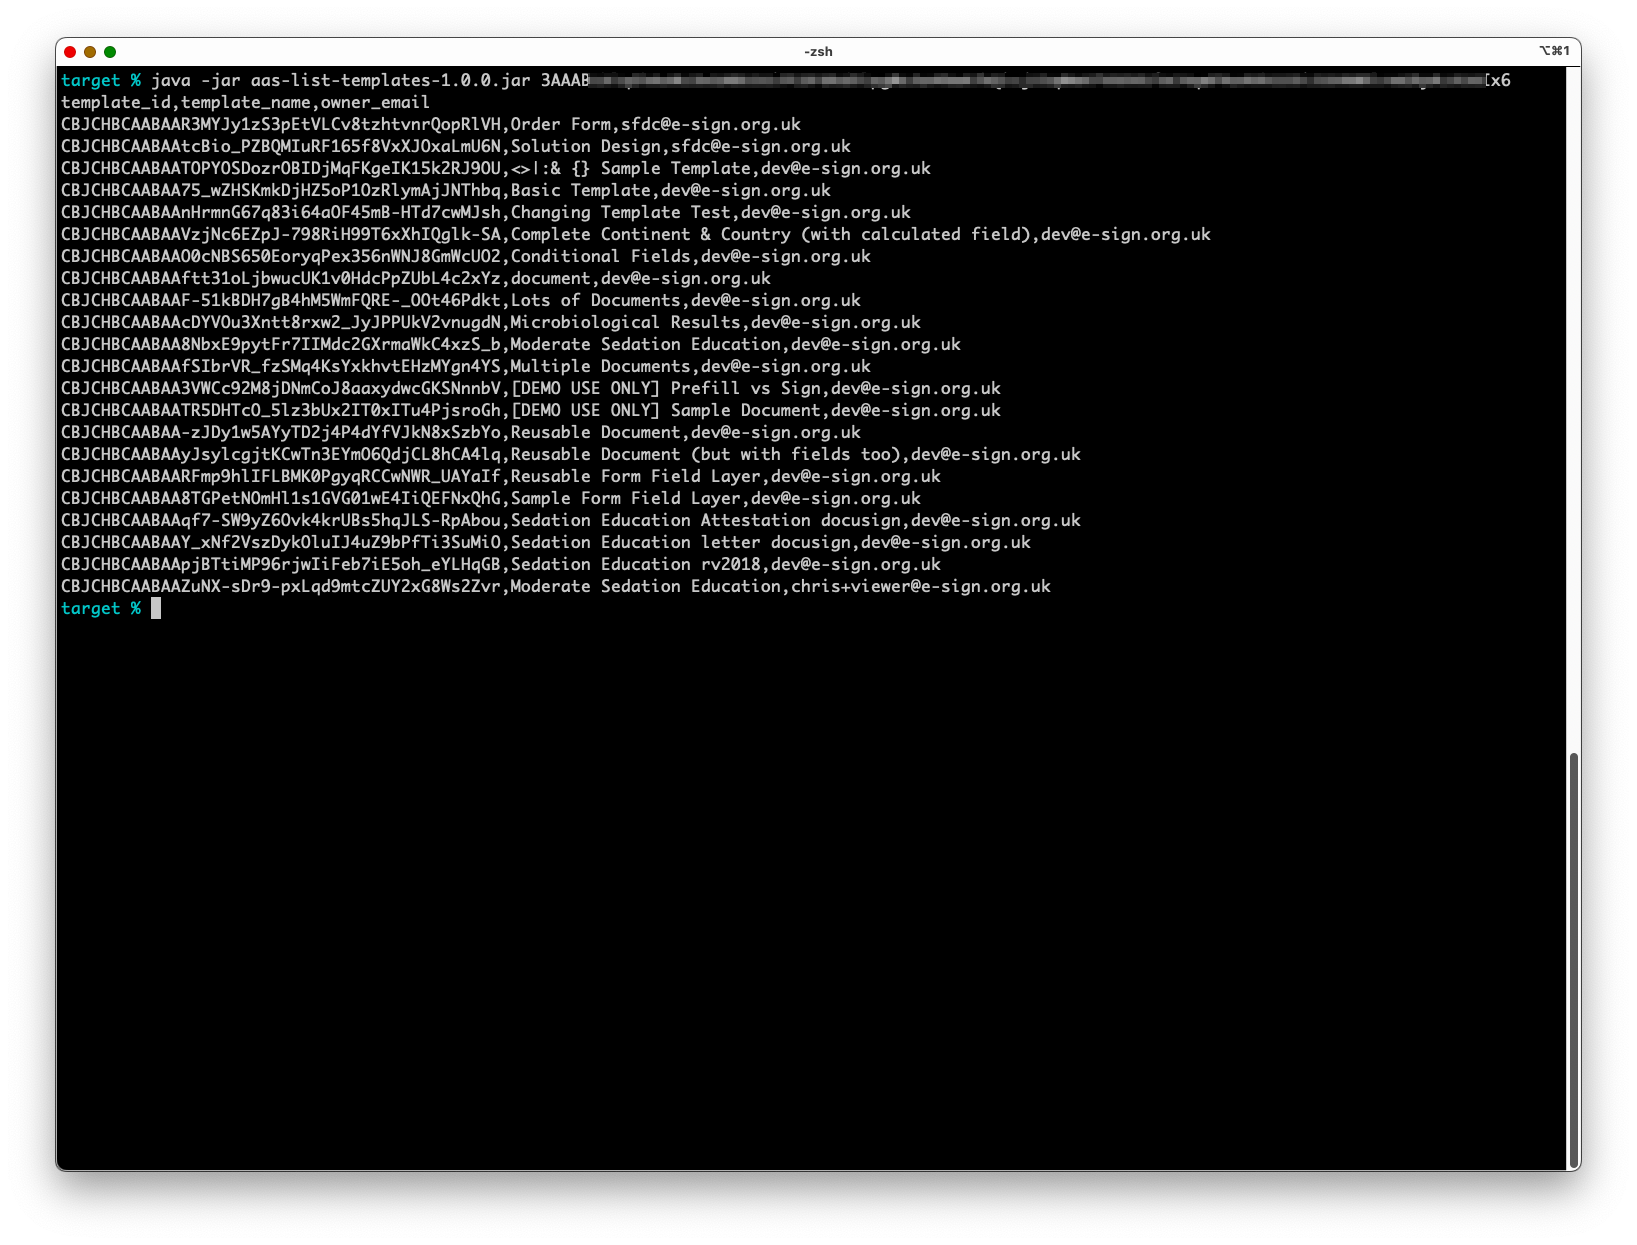 -zsh
⌥⌘1
target % java -jar aas-list-templates-1.0.0.jar 3AAAB x6
template_id,template_name,owner_email
CBJCHBCAABAAR3MYJy1zS3pEtVLCv8tzhtvnrQopRlVH,Order Form,sfdc@e-sign.org.uk
CBJCHBCAABAAtcBio_PZBQMIuRF165f8VxXJOxaLmU6N,Solution Design,sfdc@e-sign.org.uk
CBJCHBCAABAATOPYOSDozrOBIDjMqFKgeIK15k2RJ9OU,<>|:& {} Sample Template,dev@e-sign.org.uk
CBJCHBCAABAA75_wZHSKmkDjHZ5oP1OzRlymAjJNThbq,Basic Template,dev@e-sign.org.uk
CBJCHBCAABAAnHrmnG67q83i64aOF45mB-HTd7cwMJsh,Changing Template Test,dev@e-sign.org.uk
CBJCHBCAABAAVzjNc6EZpJ-798RiH99T6xXhIQglk-SA,Complete Continent & Country (with calculated field),dev@e-sign.org.uk
CBJCHBCAABAAO0cNBS650EoryqPex356nWNJ8GmWcUO2,Conditional Fields,dev@e-sign.org.uk
CBJCHBCAABAAftt31oLjbwucUK1v0HdcPpZUbL4c2xYz,document,dev@e-sign.org.uk
CBJCHBCAABAAF-51kBDH7gB4hM5WmFQRE-_OOt46Pdkt,Lots of Documents,dev@e-sign.org.uk
CBJCHBCAABAAcDYVOu3Xntt8rxw2_JyJPPUkV2vnugdN,Microbiological Results,dev@e-sign.org.uk
CBJCHBCAABAA8NbxE9pytFr7IIMdc2GXrmaWkC4xzS_b,Moderate Sedation Education,dev@e-sign.org.uk
CBJCHBCAABAAfSIbrVR_fzSMq4KsYxkhvtEHzMYgn4YS,Multiple Documents,dev@e-sign.org.uk
CBJCHBCAABAA3VWCc92M8jDNmCoJ8aaxydwcGKSNnnbV,[DEMO USE ONLY] Prefill vs Sign,dev@e-sign.org.uk
CBJCHBCAABAATR5DHTcO_5lz3bUx2IT0xITu4PjsroGh,[DEMO USE ONLY] Sample Document,dev@e-sign.org.uk
CBJCHBCAABAA-zJDy1w5AYyTD2j4P4dYfVJkN8xSzbYo,Reusable Document,dev@e-sign.org.uk
CBJCHBCAABAAyJsylcgjtKCwTn3EYmO6QdjCL8hCA4lq,Reusable Document (but with fields too),dev@e-sign.org.uk
CBJCHBCAABAARFmp9hlIFLBMK0PgyqRCCwNWR_UAYaIf,Reusable Form Field Layer,dev@e-sign.org.uk
CBJCHBCAABAA8TGPetNOmHl1s1GVG01wE4IiQEFNxQhG,Sample Form Field Layer,dev@e-sign.org.uk
CBJCHBCAABAAqf7-SW9yZ6Ovk4krUBs5hqJLS-RpAbou,Sedation Education Attestation docusign,dev@e-sign.org.uk
CBJCHBCAABAAY_xNf2VszDykOluIJ4uZ9bPfTi3SuMiO,Sedation Education letter docusign,dev@e-sign.org.uk
CBJCHBCAABAApjBTtiMP96rjwIiFeb7iE5oh_eYLHqGB,Sedation Education rv2018,dev@e-sign.org.uk
CBJCHBCAABAAZuNX-sDr9-pxLqd9mtcZUY2xG8Ws2Zvr,Moderate Sedation Education,chris+viewer@e-sign.org.uk
target %